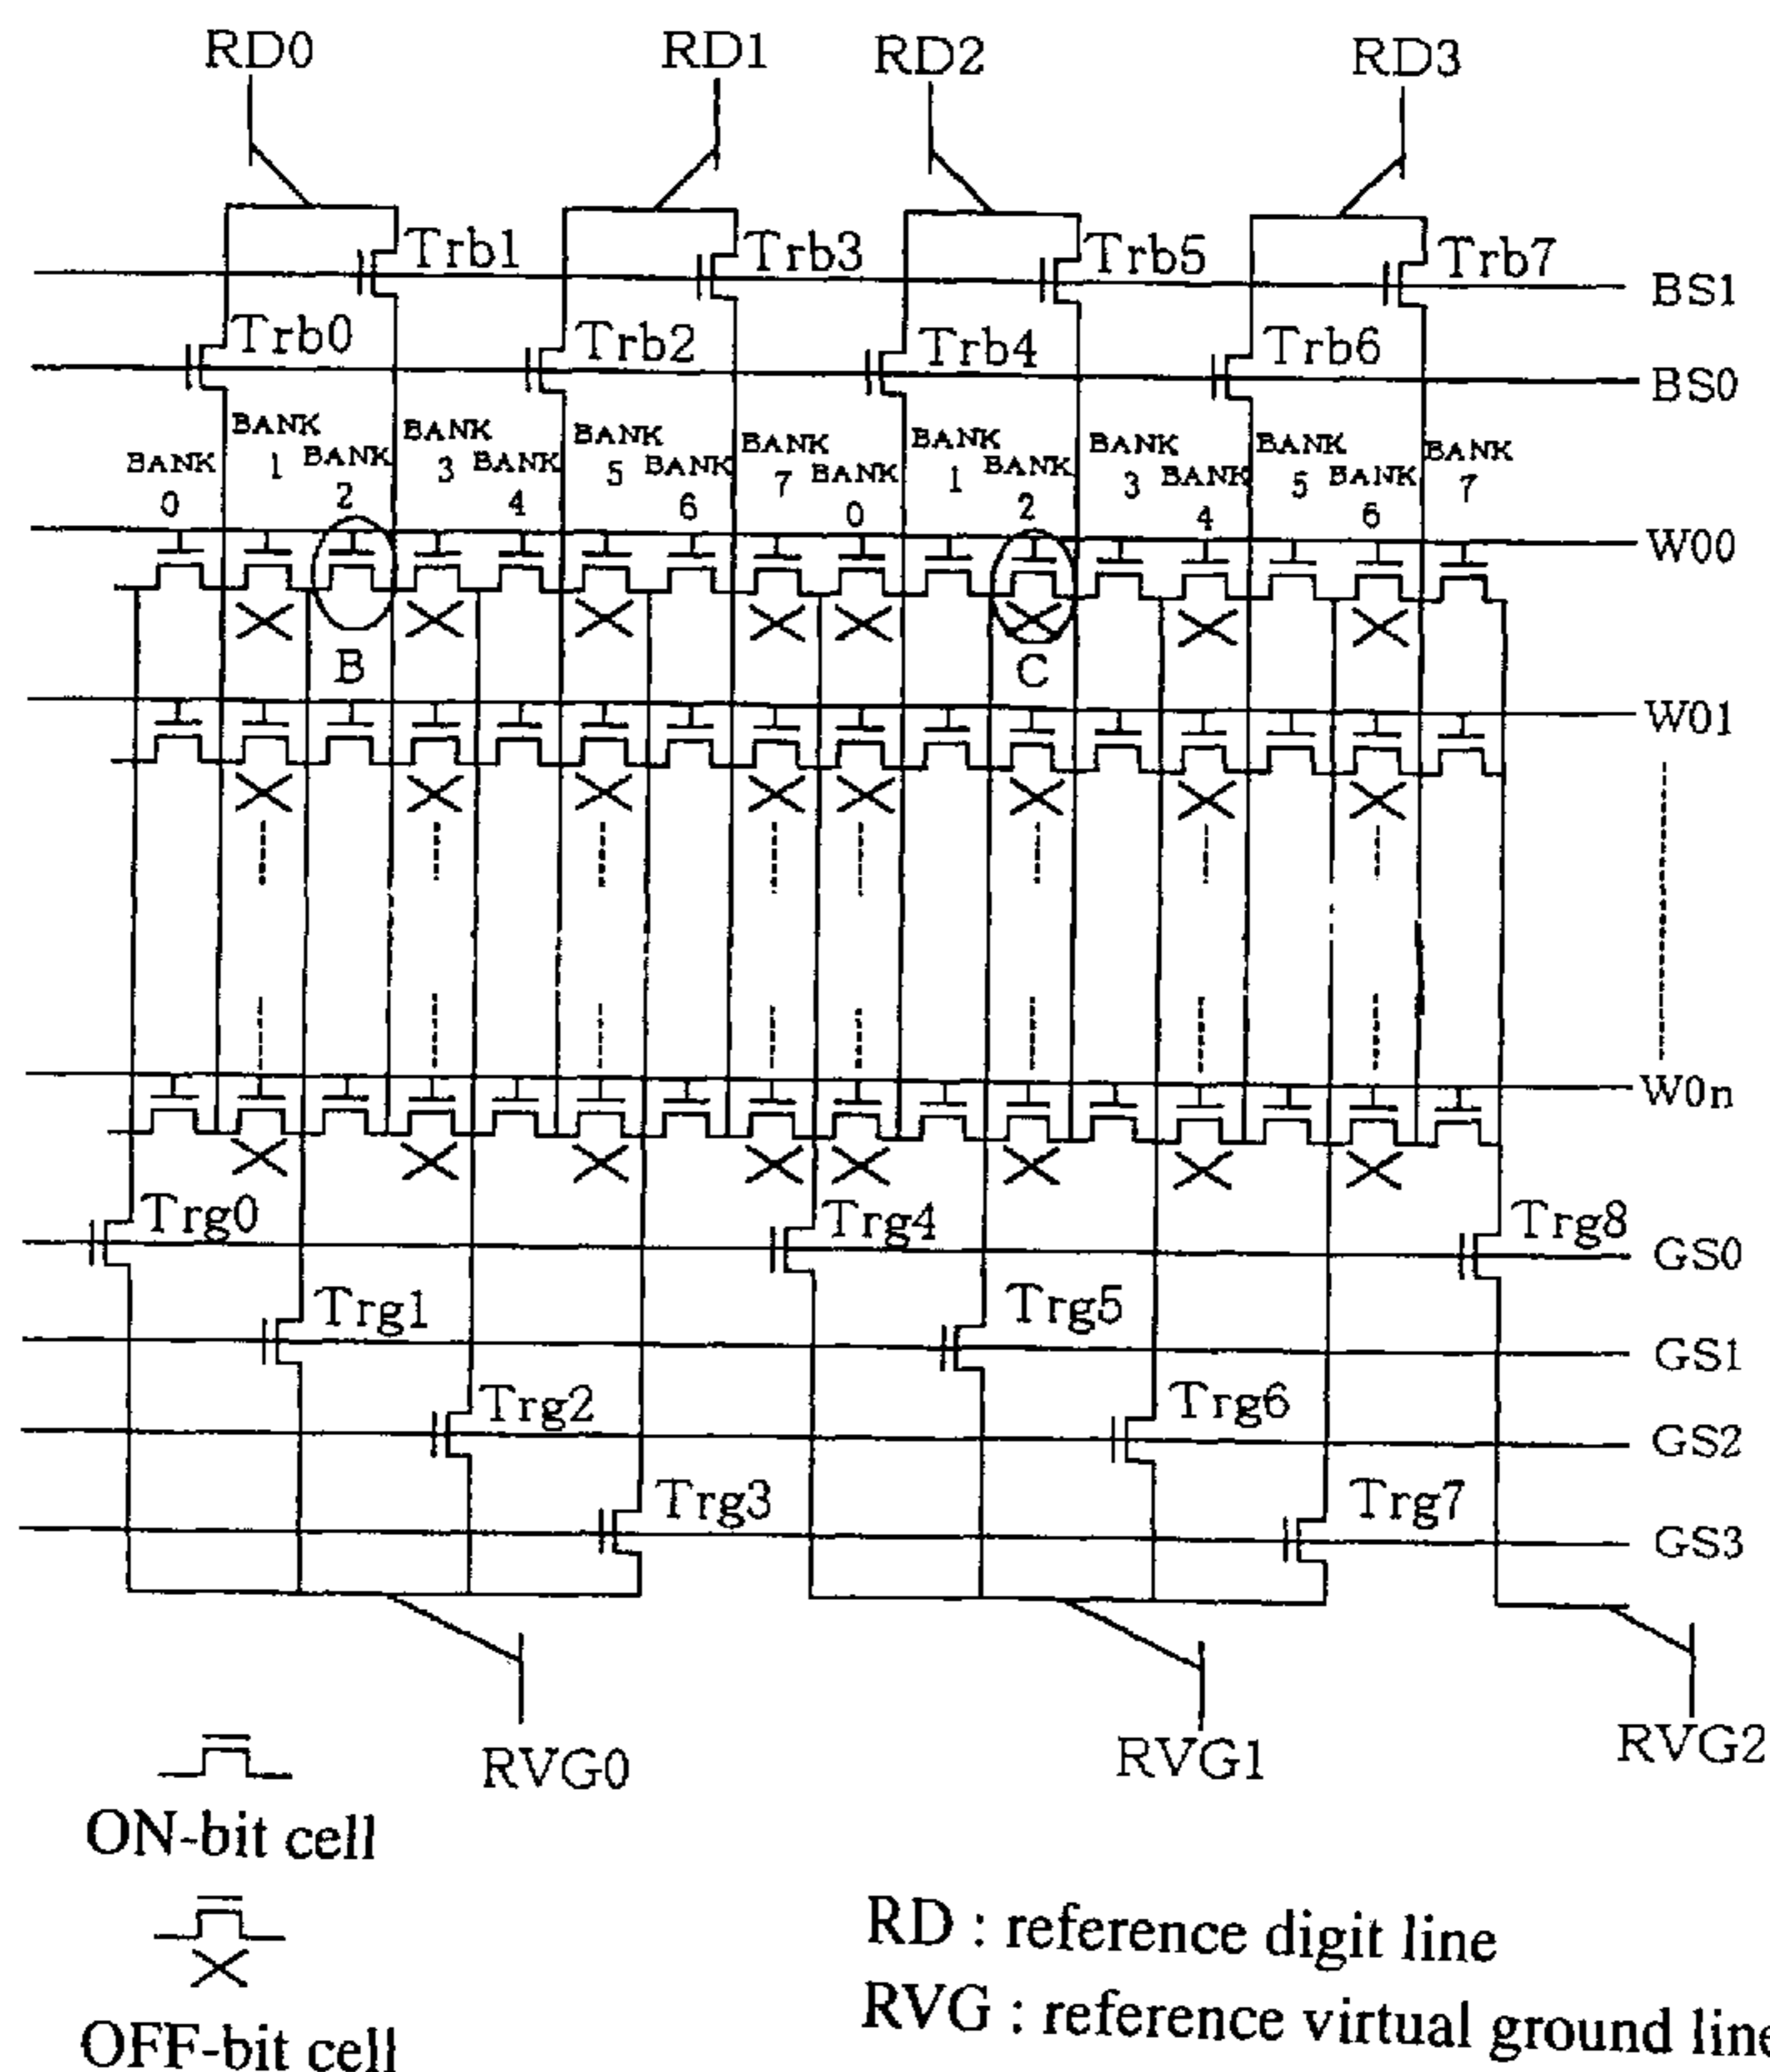 RD0 RD1 RD2 RD3
Trb1 Trb3 Trb5 Trb7 BS1
Trb0 Trb2 Trb4 Trb6 BS0
BANK 0 BANK 1 BANK 2 BANK 3 BANK 4 BANK 5 BANK 6 BANK 7 BANK 0 BANK 1 BANK 2 BANK 3 BANK 4 BANK 5 BANK 6 BANK 7
W00
B C
W01
W0n
Trg0 Trg4 Trg8 GS0
Trg1 Trg5 GS1
Trg2 Trg6 GS2
Trg3 Trg7 GS3
RVG0 RVG1 RVG2
ON-bit cell
OFF-bit cell
RD : reference digit line
RVG : reference virtual ground line